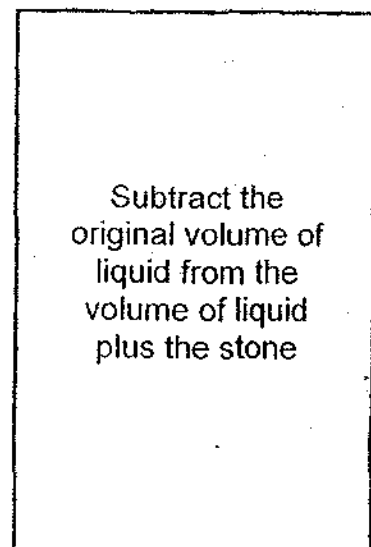 Subtract the
original volume of
liquid from the
volume of liquid
plus the stone